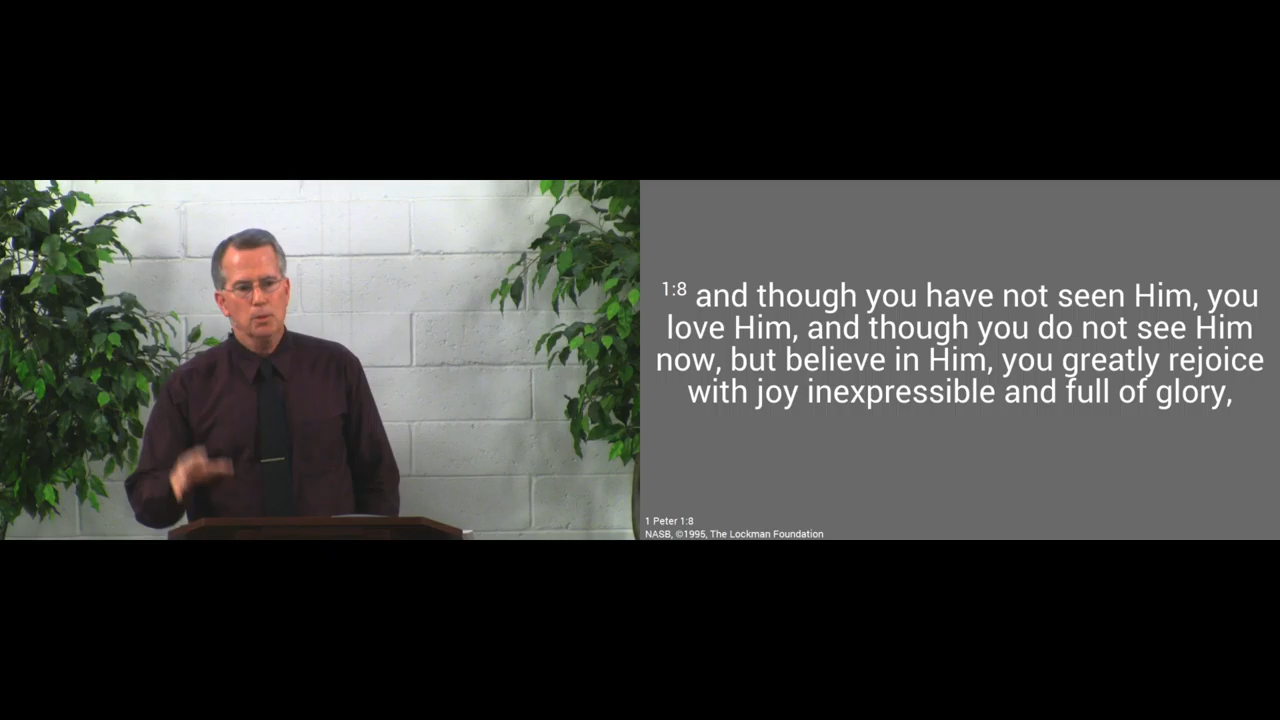 1:8 and though you have not seen Him, you
love Him, and though you do not see Him
now, but believe in Him, you greatly rejoice
with joy inexpressible and full of glory,
1 Peter 1:8
NASB, ©1995, The Lockman Foundation